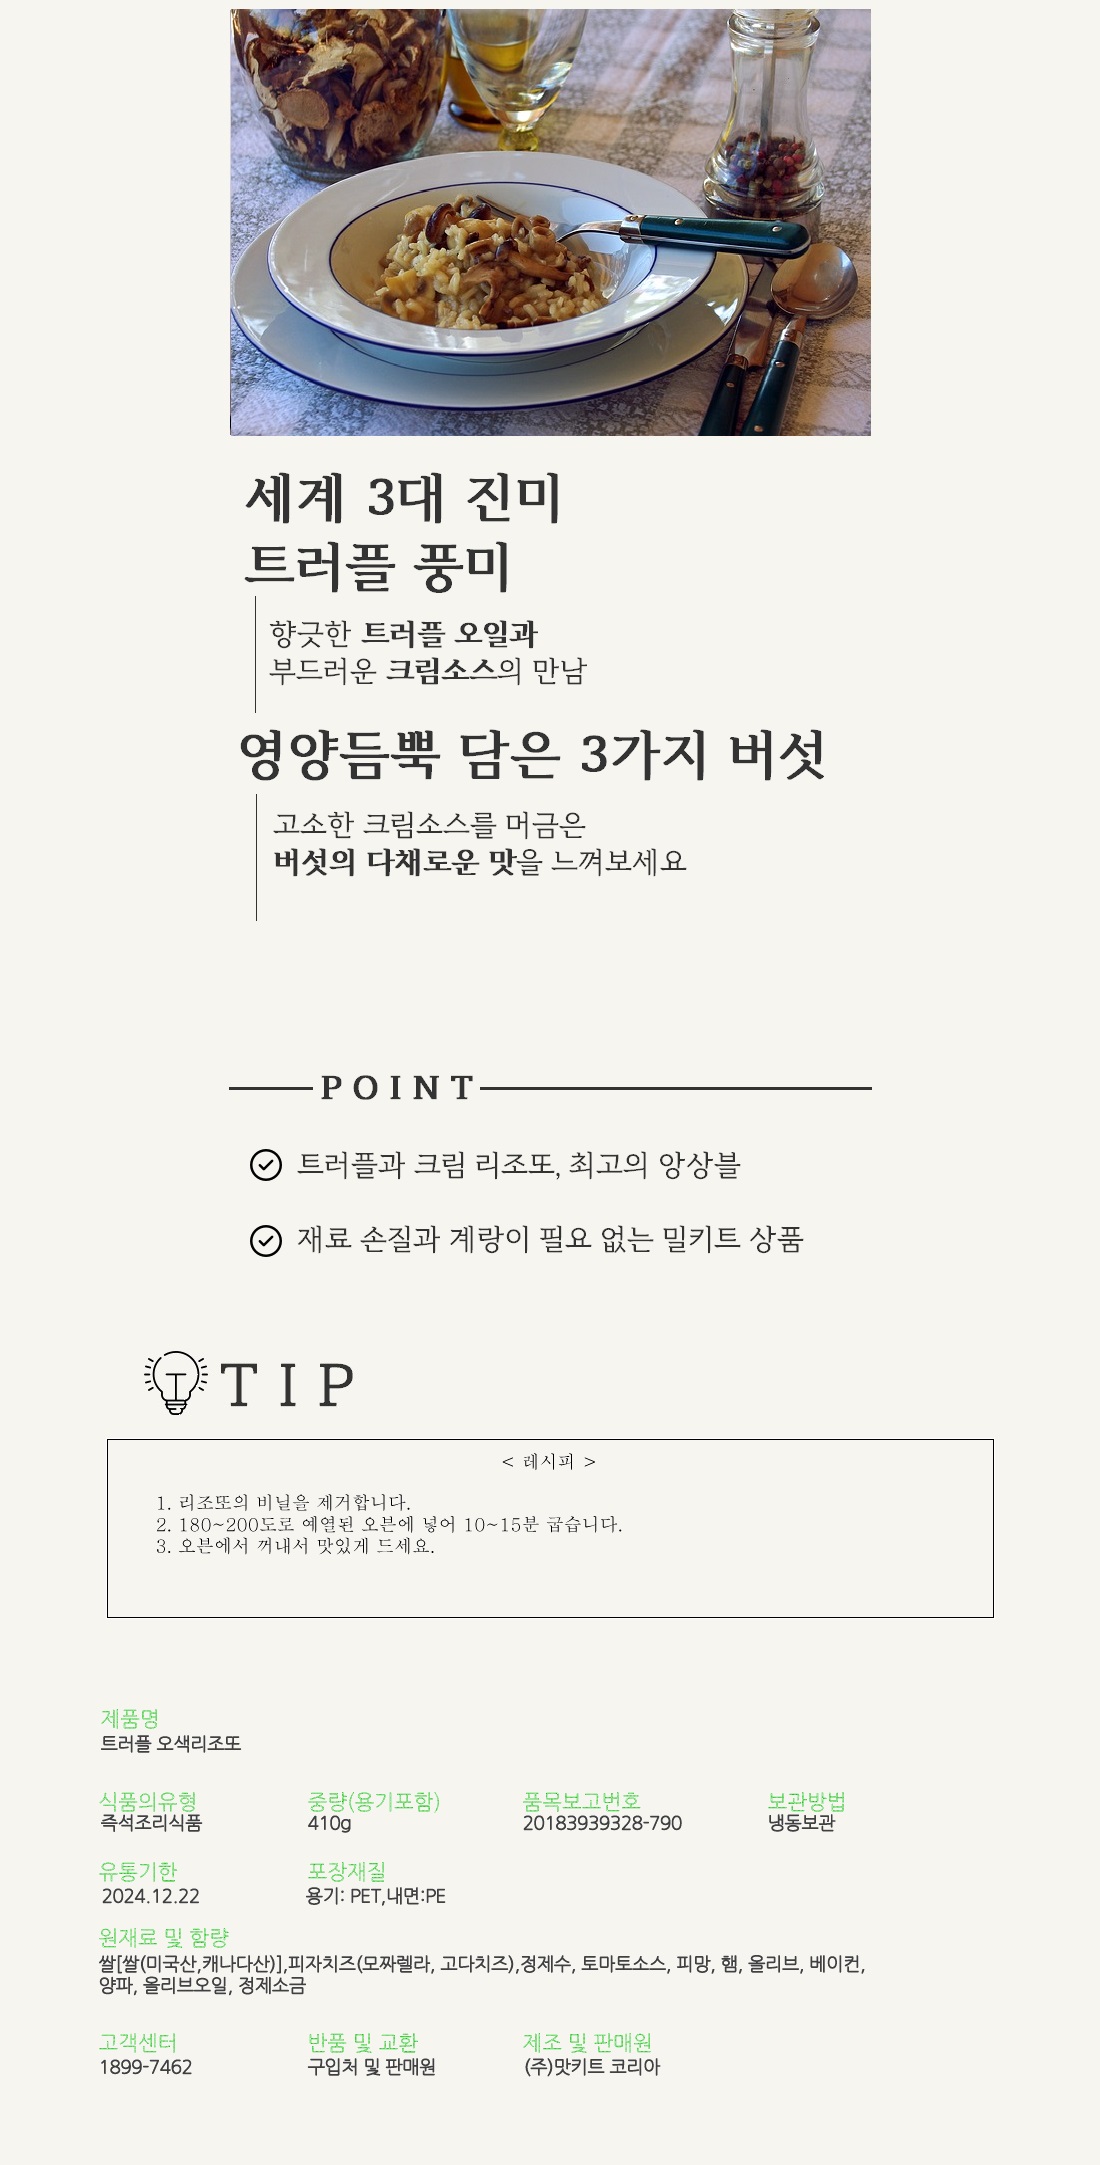 세계 3대 진미
트러플 풍미
향긋한 트러플 오일과
부드러운 크림소스의 만남
영양듬뿍 담은 3가지 버섯
고소한 크림소스를 머금은
버섯의 다채로운 맛을 느껴보세요
POINT
트러플과 크림 리조또, 최고의 앙상블
재료 손질과 계랑이 필요 없는 밀키트 상품
TIP
< 레시피 >
1. 리조또의 비닐을 제거합니다.
2. 180~200도로 예열된 오븐에 넣어 10~15분 굽습니다.
3. 오븐에서 꺼내서 맛있게 드세요.
제품명
트러플 오색리조또
식품의유형 중량(용기포함) 품목보고번호 보관방법
즉석조리식품 410g 20183939328-790 냉동보관
유통기한 포장재질
2024.12.22 용기: PET,내면:PE
원재료 및 함량
쌀[쌀(미국산,캐나다산)],피자치즈(모짜렐라, 고다치즈),정제수, 토마토소스, 피망, 햄, 올리브, 베이컨,
양파, 올리브오일, 정제소금
고객센터 반품 및 교환 제조 및 판매원
1899-7462 구입처 및 판매원 (주)맛키트 코리아